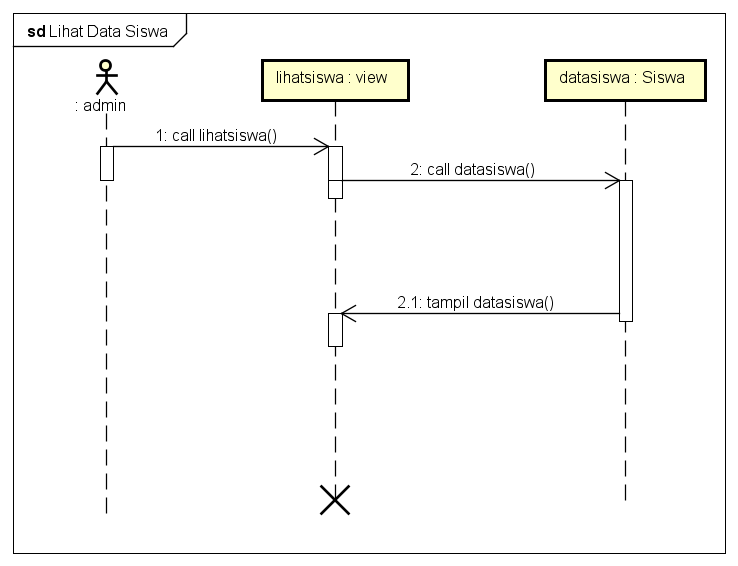 sd Lihat Data Siswa
: admin
lihatsiswa : view
datasiswa : Siswa
1: call lihatsiswa()
2: call datasiswa()
2.1: tampil datasiswa()